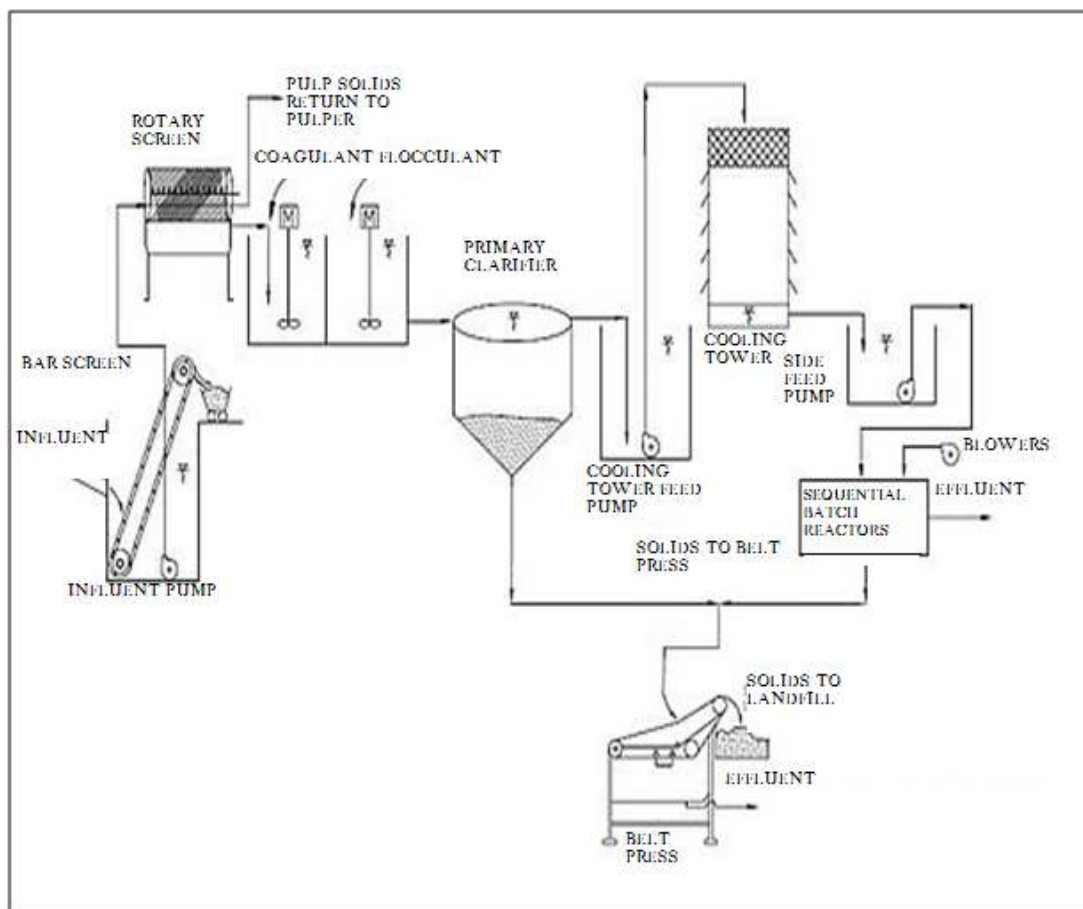 PULP SOLIDS
RETURN TO
PULPER
ROTARY
SCREEN
COAGULANT FLOCCULANT
M
M
PRIMARY
CLARIFIER
BAR SCREEN
INFLUENT
INFLUENT PUMP
COOLING
TOWER
SIDE
FEED
PUMP
COOLING
TOWER FEED
PUMP
BLOWERS
SEQUENTIAL
BATCH
REACTORS
EFFLUENT
SOLIDS TO BELT
PRESS
SOLIDS TO
LANDFILL
EFFLUENT
BELT
PRESS